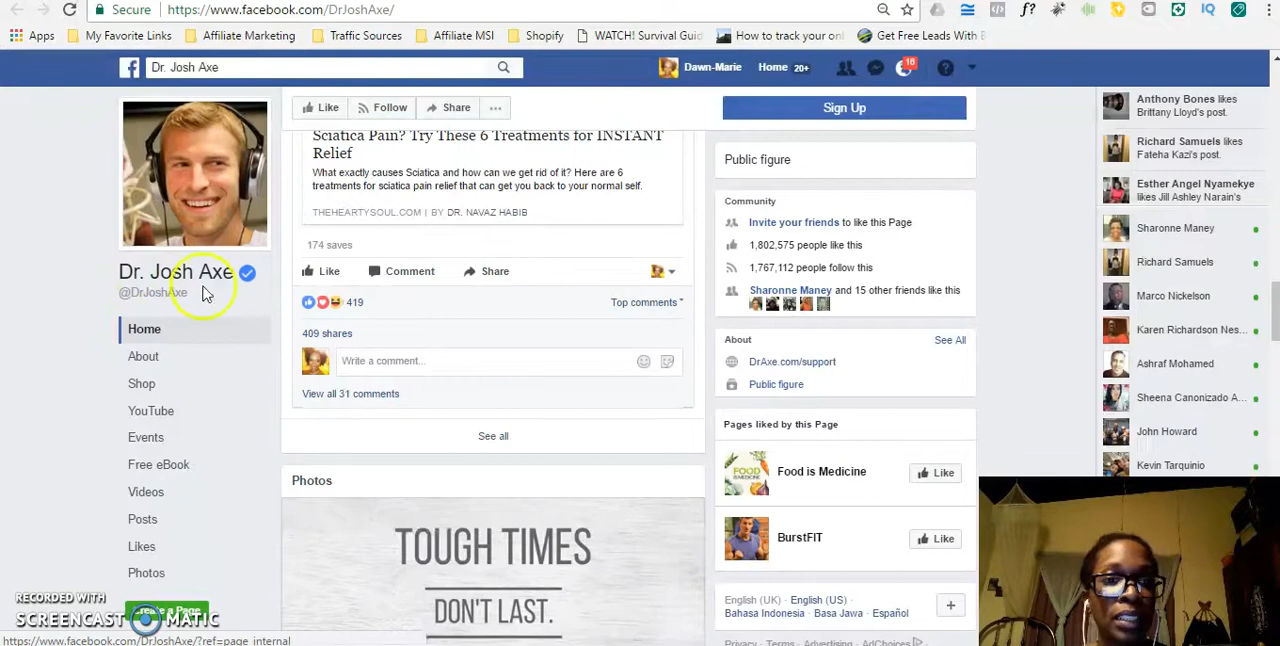 Secure https://www.facebook.com/DrJoshAxe/
Apps My Favorite Links Affiliate Marketing Traffic Sources Affiliate MSI Shopify WATCH! Survival Guid How to track your onl Get Free Leads With
Dr. Josh Axe Dawn-Marie Home 20+ 16
Like Follow Share Sign Up
Sciatica Pain? Try These 6 Treatments for INSTANT
Relief
What exactly causes Sciatica and how can we get rid of it? Here are 6
treatments for sciatica pain relief that can get you back to your normal self.
THEHEARTYSOUL.COM | BY DR. NAVAZ HABIB
174 saves
Like Comment Share
419 Top comments
409 shares
Write a comment...
View all 31 comments
See all
Photos
TOUGH TIMES
DON'T LAST.
Dr. Josh Axe
@DrJoshAxe
Home
About
Shop
YouTube
Events
Free eBook
Videos
Posts
Likes
Photos
Create a Page
RECORDED WITH
SCREENCAST MATIC
https://www.facebook.com/DrJoshAxe/?ref=page_internal
Public figure
Community
Invite your friends to like this Page
1,802,575 people like this
1,767,112 people follow this
Sharonne Maney and 15 other friends like this
About See All
DrAxe.com/support
Public figure
Pages liked by this Page
Food is Medicine Like
BurstFIT Like
English (UK) · English (US) ·
Bahasa Indonesia · Basa Jawa · Español
Privacy · Terms · Advertising · AdChoices
Anthony Bones likes
Brittany Lloyd's post.
Richard Samuels likes
Fateha Kazi's post.
Esther Angel Nyamekye
likes Jill Ashley Narain's
Sharonne Maney
Richard Samuels
Marco Nickelson
Karen Richardson Nes...
Ashraf Mohamed
Sheena Canonizado A...
John Howard
Kevin Tarquinio